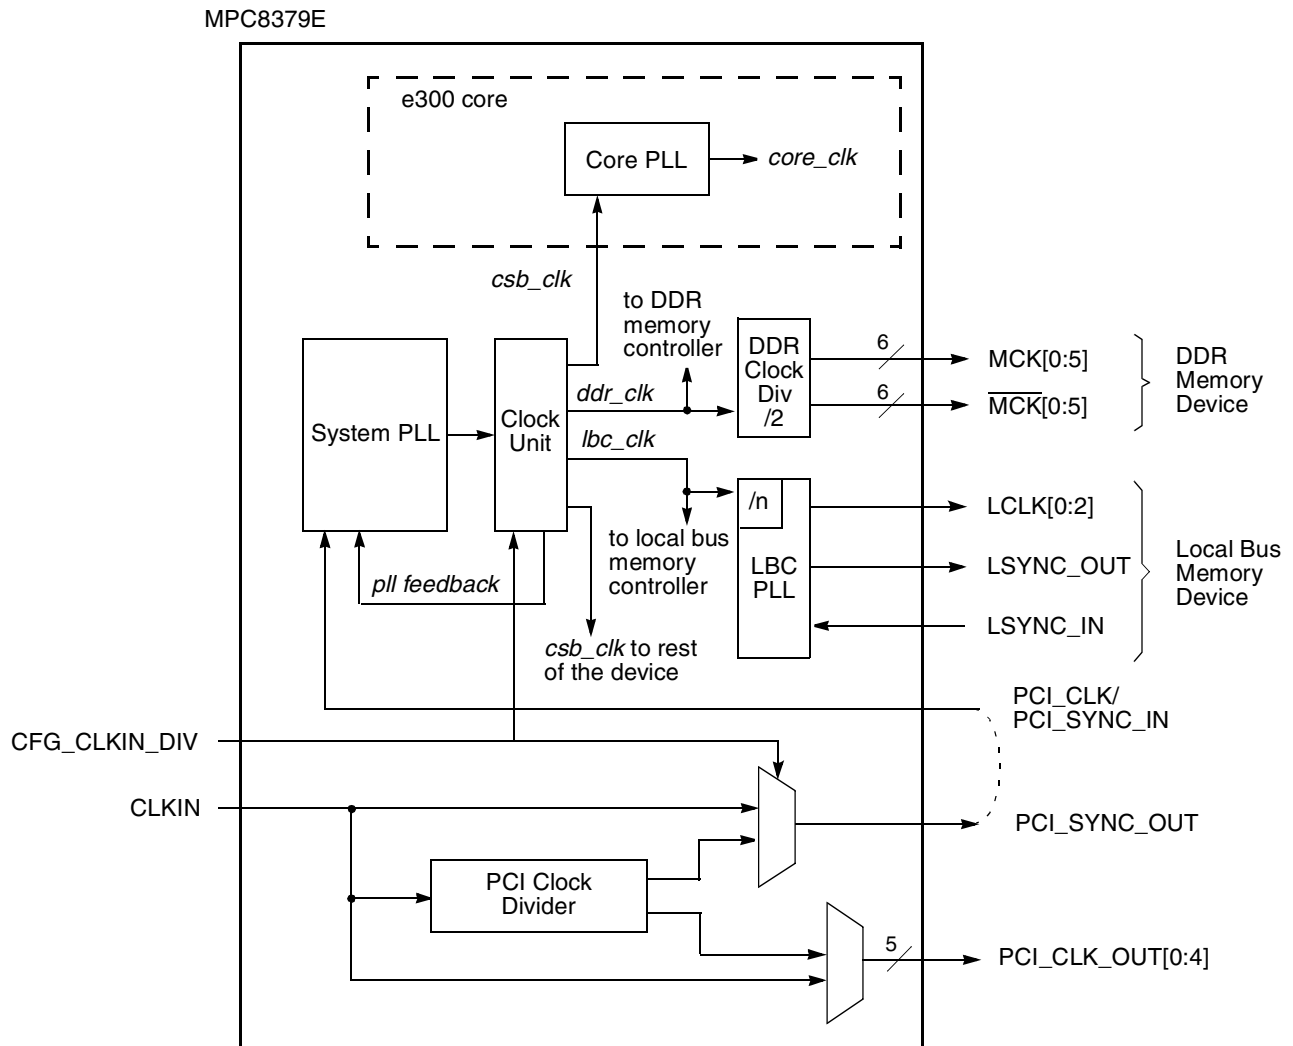 MPC8379E
e300 core
Core PLL
core_clk
csb_clk
to DDR
memory
controller
DDR
Clock
Div
/2
6
6
MCK[0:5]
MCK[0:5]
DDR
Memory
Device
System PLL
Clock
Unit
ddr_clk
lbc_clk
/n
LBC
PLL
to local bus
memory
controller
LCLK[0:2]
LSYNC_OUT
LSYNC_IN
Local Bus
Memory
Device
pll feedback
csb_clk to rest
of the device
PCI_CLK/
PCI_SYNC_IN
CFG_CLKIN_DIV
CLKIN
PCI_SYNC_OUT
PCI Clock
Divider
5
PCI_CLK_OUT[0:4]